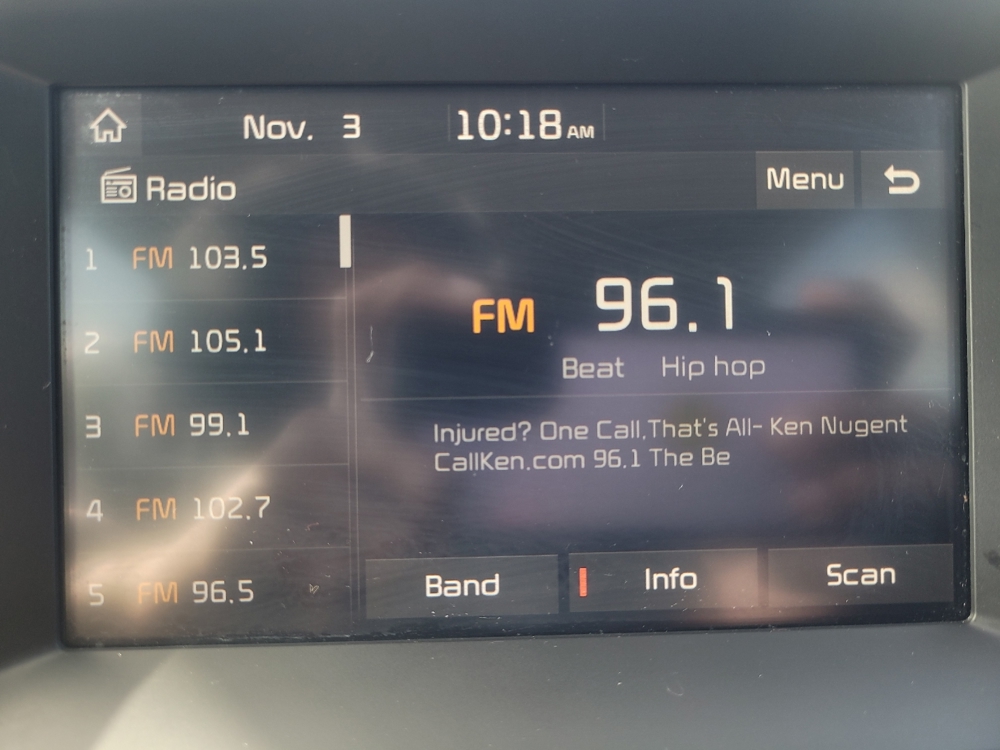 Nov. 3 10:18 AM
Radio Menu
1 FM 103.5
2 FM 105.1
3 FM 99.1
4 FM 102.7
5 FM 96.5
FM 96.1
Beat Hip hop
Injured? One Call.That's All- Ken Nugent
CallKen.com 96.1 The Be
Band Info Scan